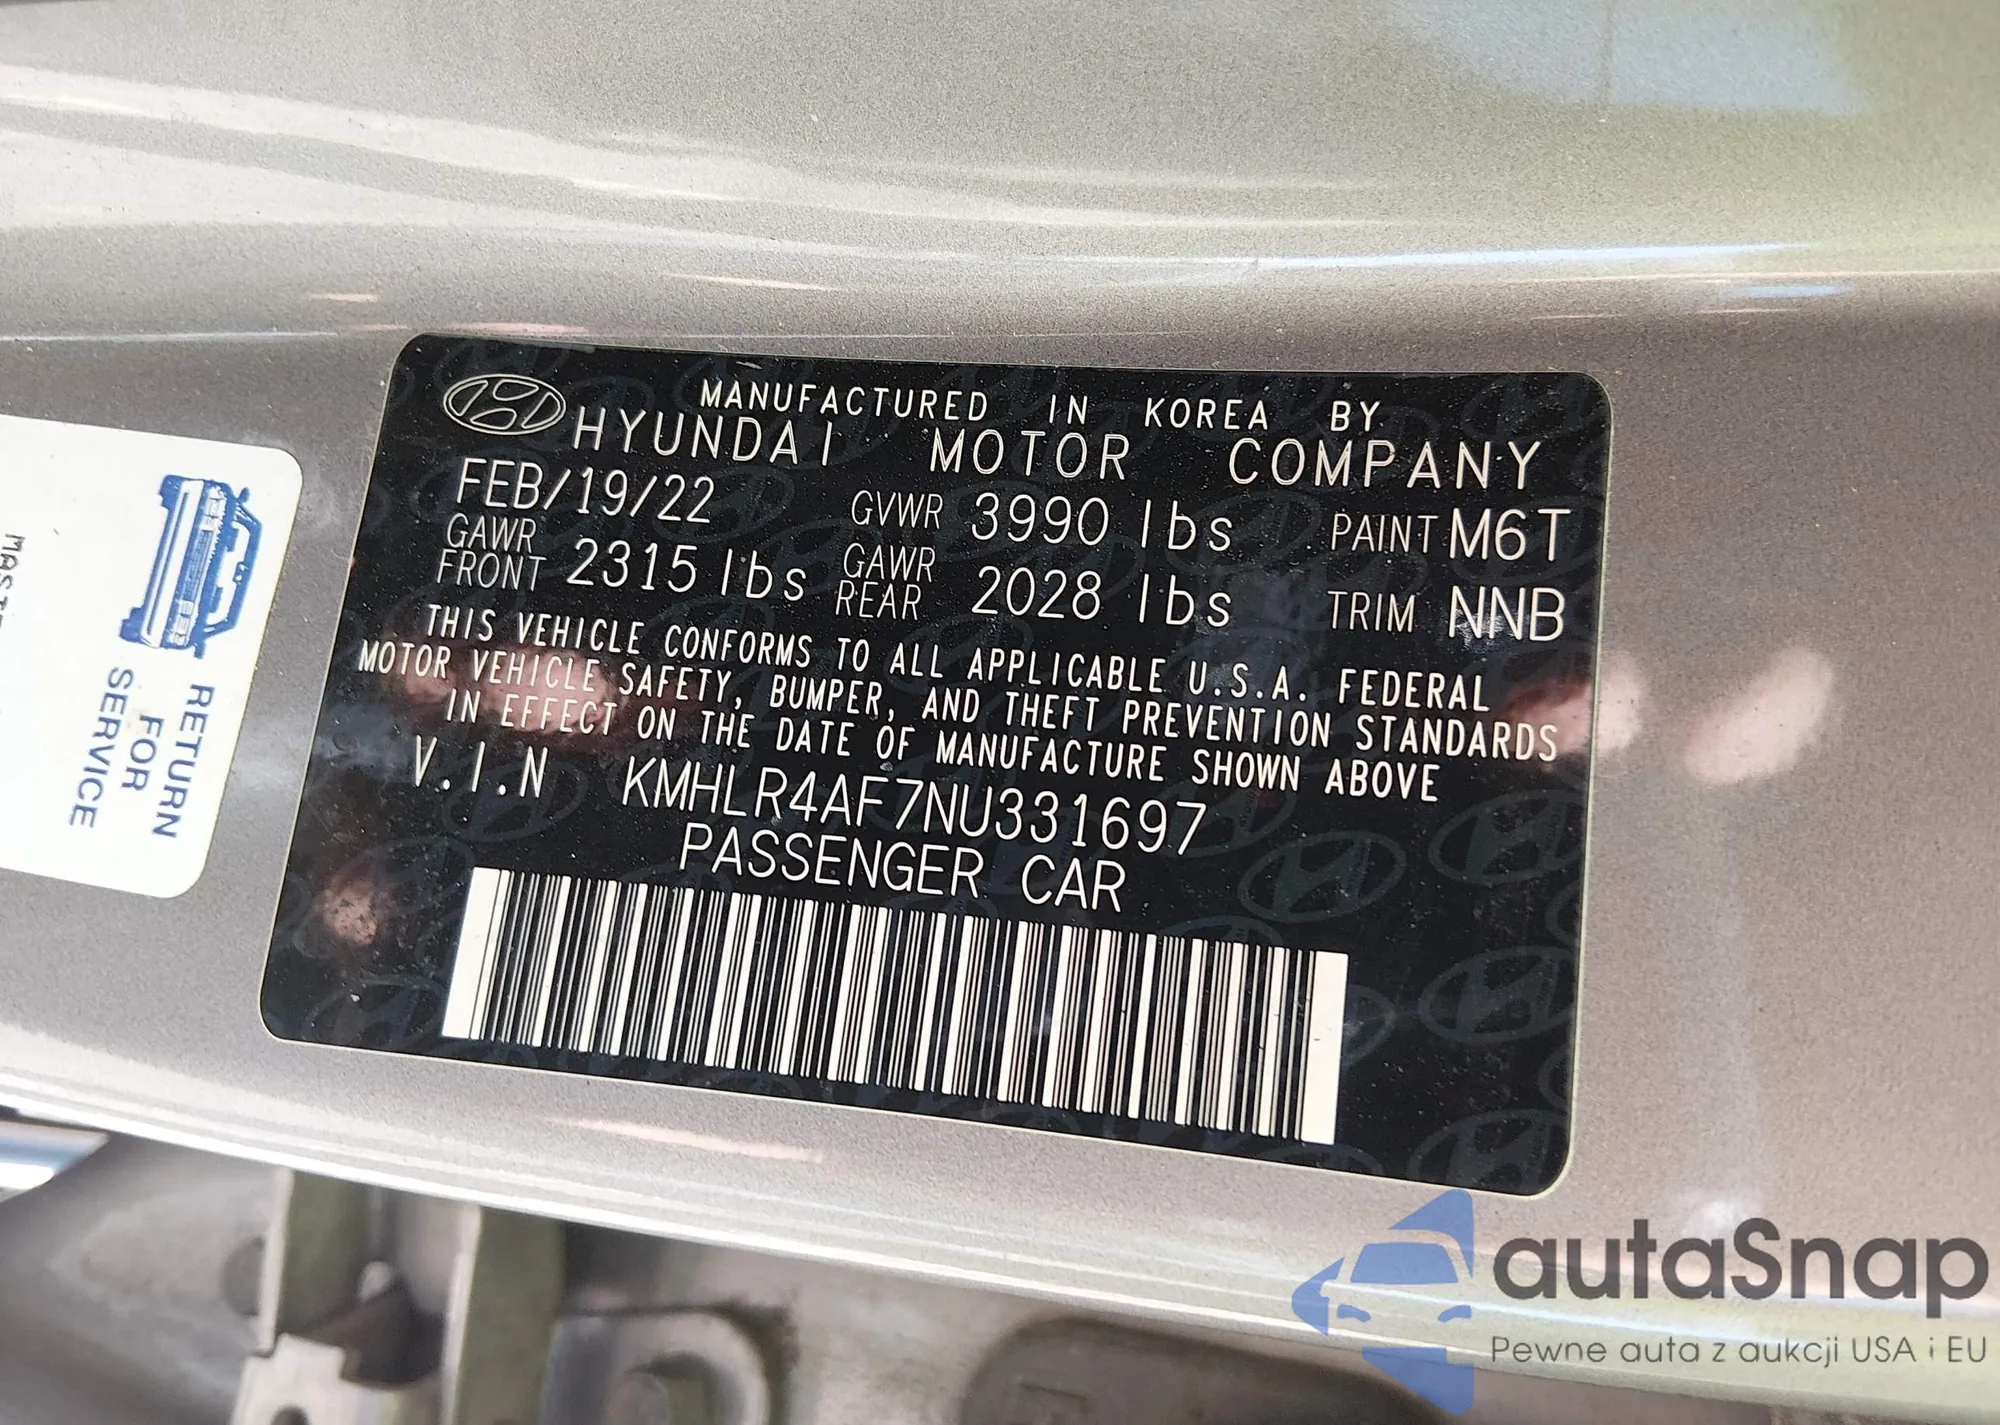 MANUFACTURED IN KOREA BY
HYUNDAI MOTOR COMPANY
FEB/19/22 GVWR 3990 lbs PAINT M6T
GAWR FRONT 2315 lbs GAWR REAR 2028 lbs TRIM NNB
THIS VEHICLE CONFORMS TO ALL APPLICABLE U.S.A. FEDERAL
MOTOR VEHICLE SAFETY, BUMPER, AND THEFT PREVENTION STANDARDS
IN EFFECT ON THE DATE OF MANUFACTURE SHOWN ABOVE
V.I.N KMHLR4AF7NU331697
PASSENGER CAR
RETURN
FOR
SERVICE
autaSnap
Pewne auta z aukcji USA i EU